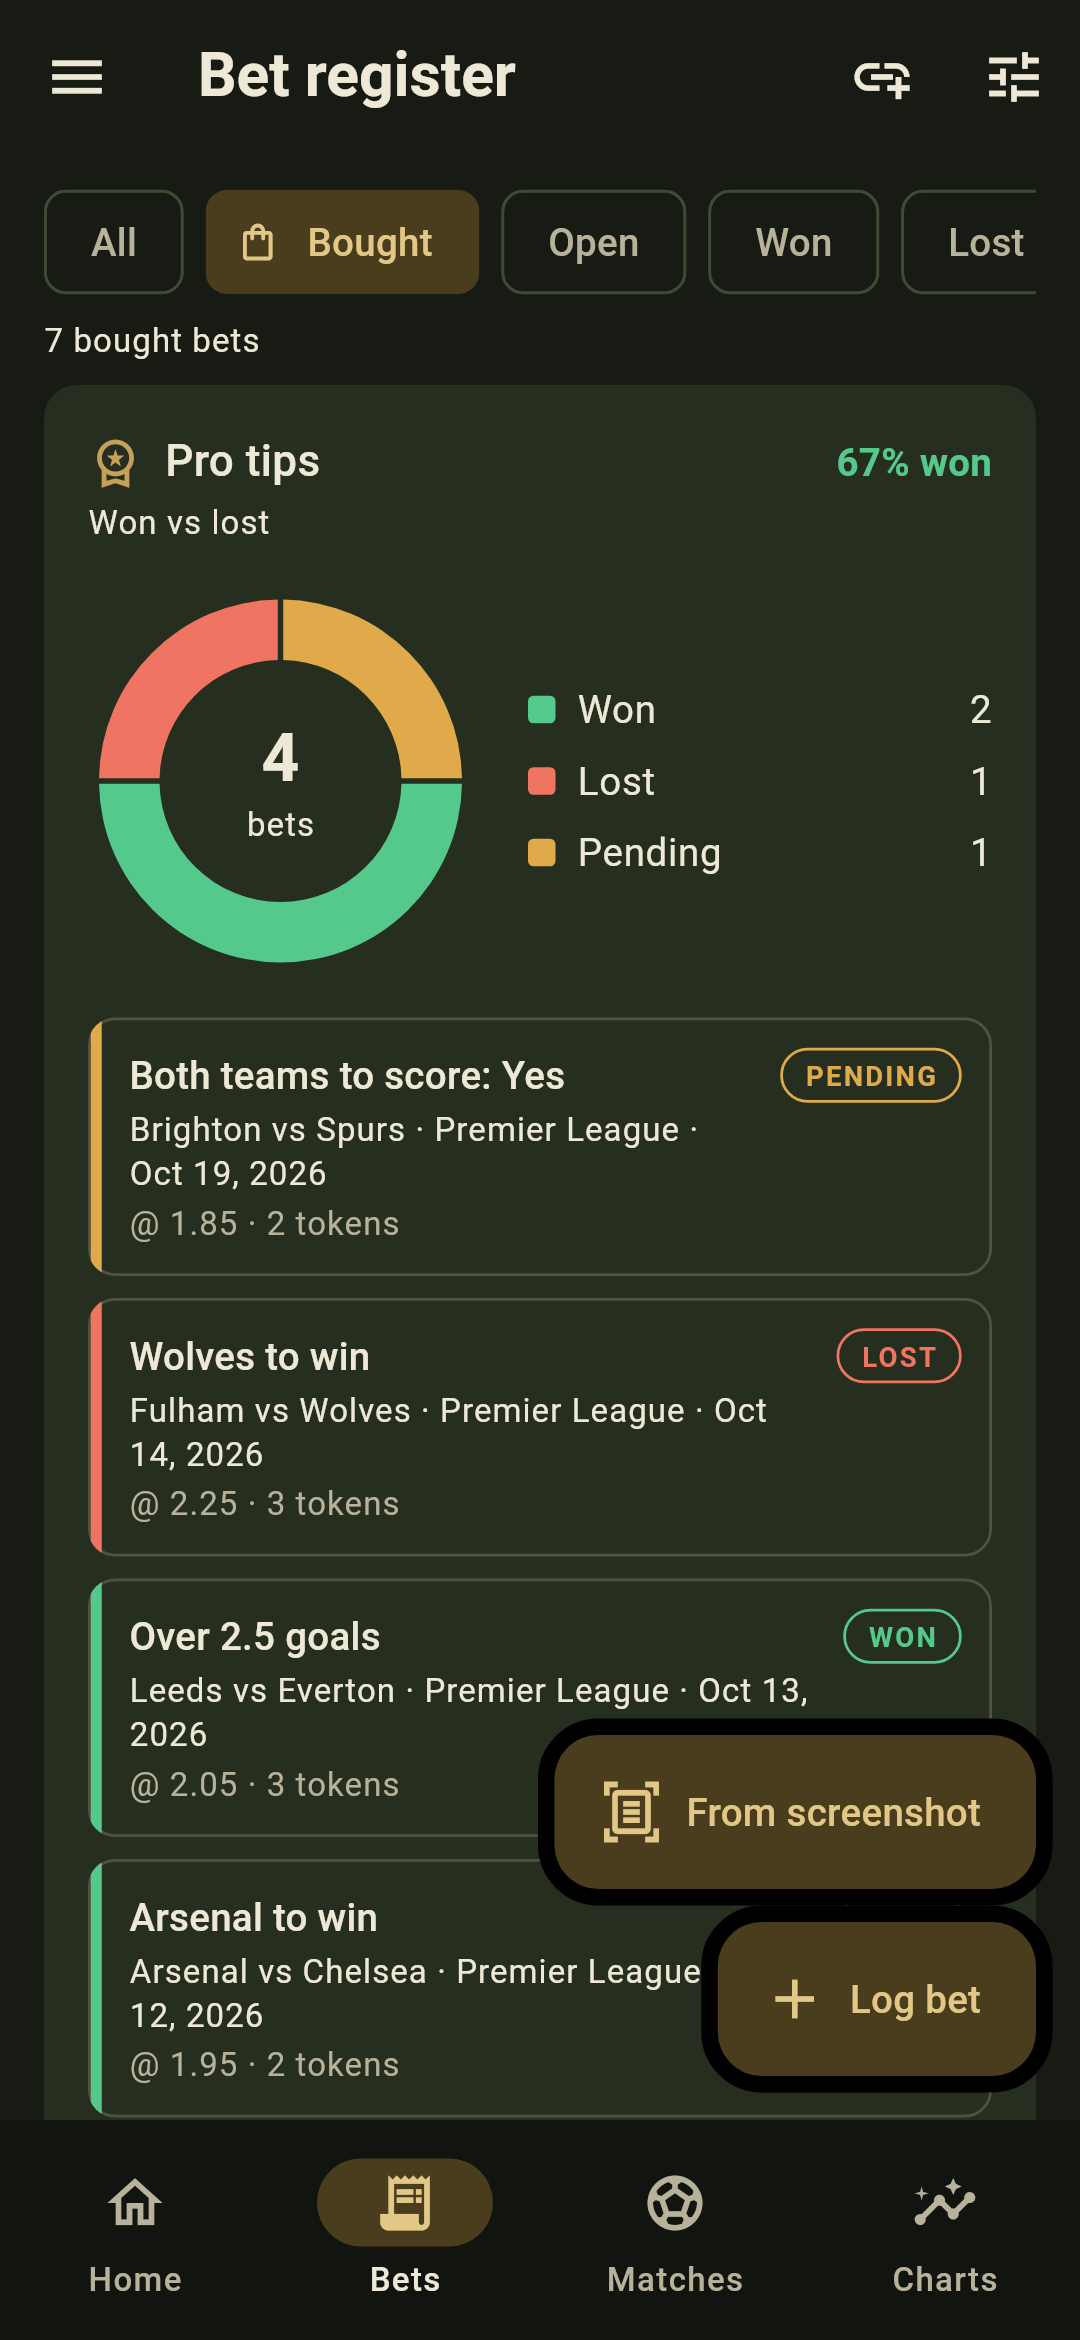 Bet register
All
Bought
Open
Won
Lost
7 bought bets
Pro tips
67% won
Won vs lost
4
bets
Won 2
Lost 1
Pending 1
Both teams to score: Yes
PENDING
Brighton vs Spurs · Premier League ·
Oct 19, 2026
@ 1.85 · 2 tokens
Wolves to win
LOST
Fulham vs Wolves · Premier League · Oct
14, 2026
@ 2.25 · 3 tokens
Over 2.5 goals
WON
Leeds vs Everton · Premier League · Oct 13,
2026
@ 2.05 · 3 tokens
From screenshot
Arsenal to win
Arsenal vs Chelsea · Premier League
12, 2026
@ 1.95 · 2 tokens
Log bet
Home
Bets
Matches
Charts